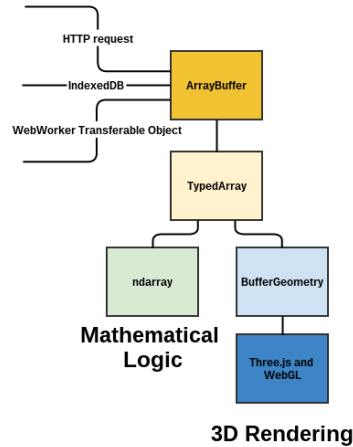 HTTP request
IndexedDB
ArrayBuffer
WebWorker Transferable Object
TypedArray
ndarray
BufferGeometry
Mathematical
Logic
Three.js and
WebGL
3D Rendering